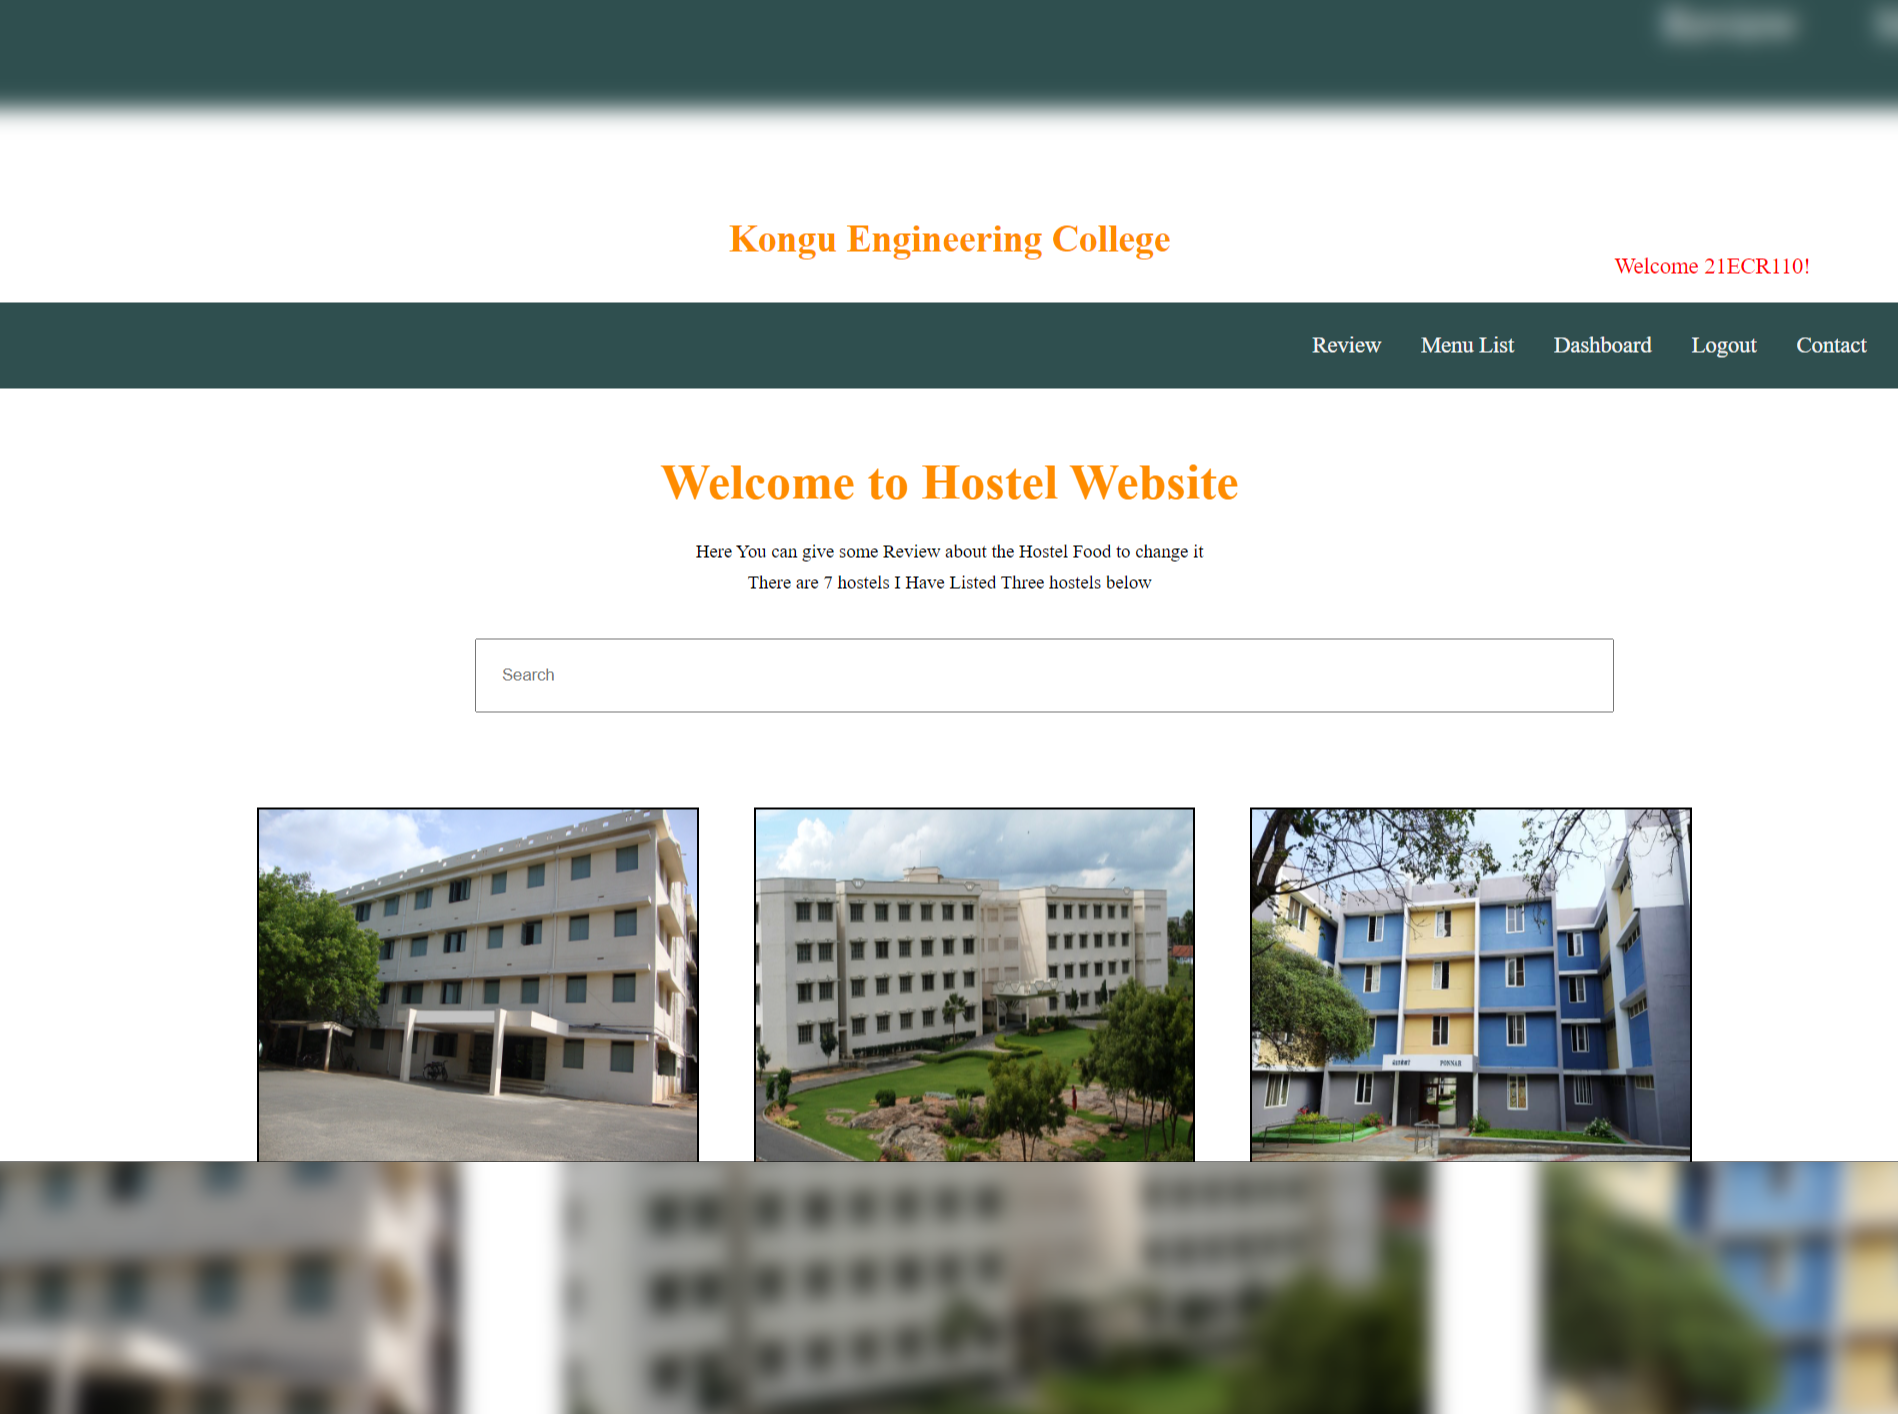 Kongu Engineering College
Welcome 21ECR110!
Review Menu List Dashboard Logout Contact
Welcome to Hostel Website
Here You can give some Review about the Hostel Food to change it
There are 7 hostels I Have Listed Three hostels below
Search
PONNAR